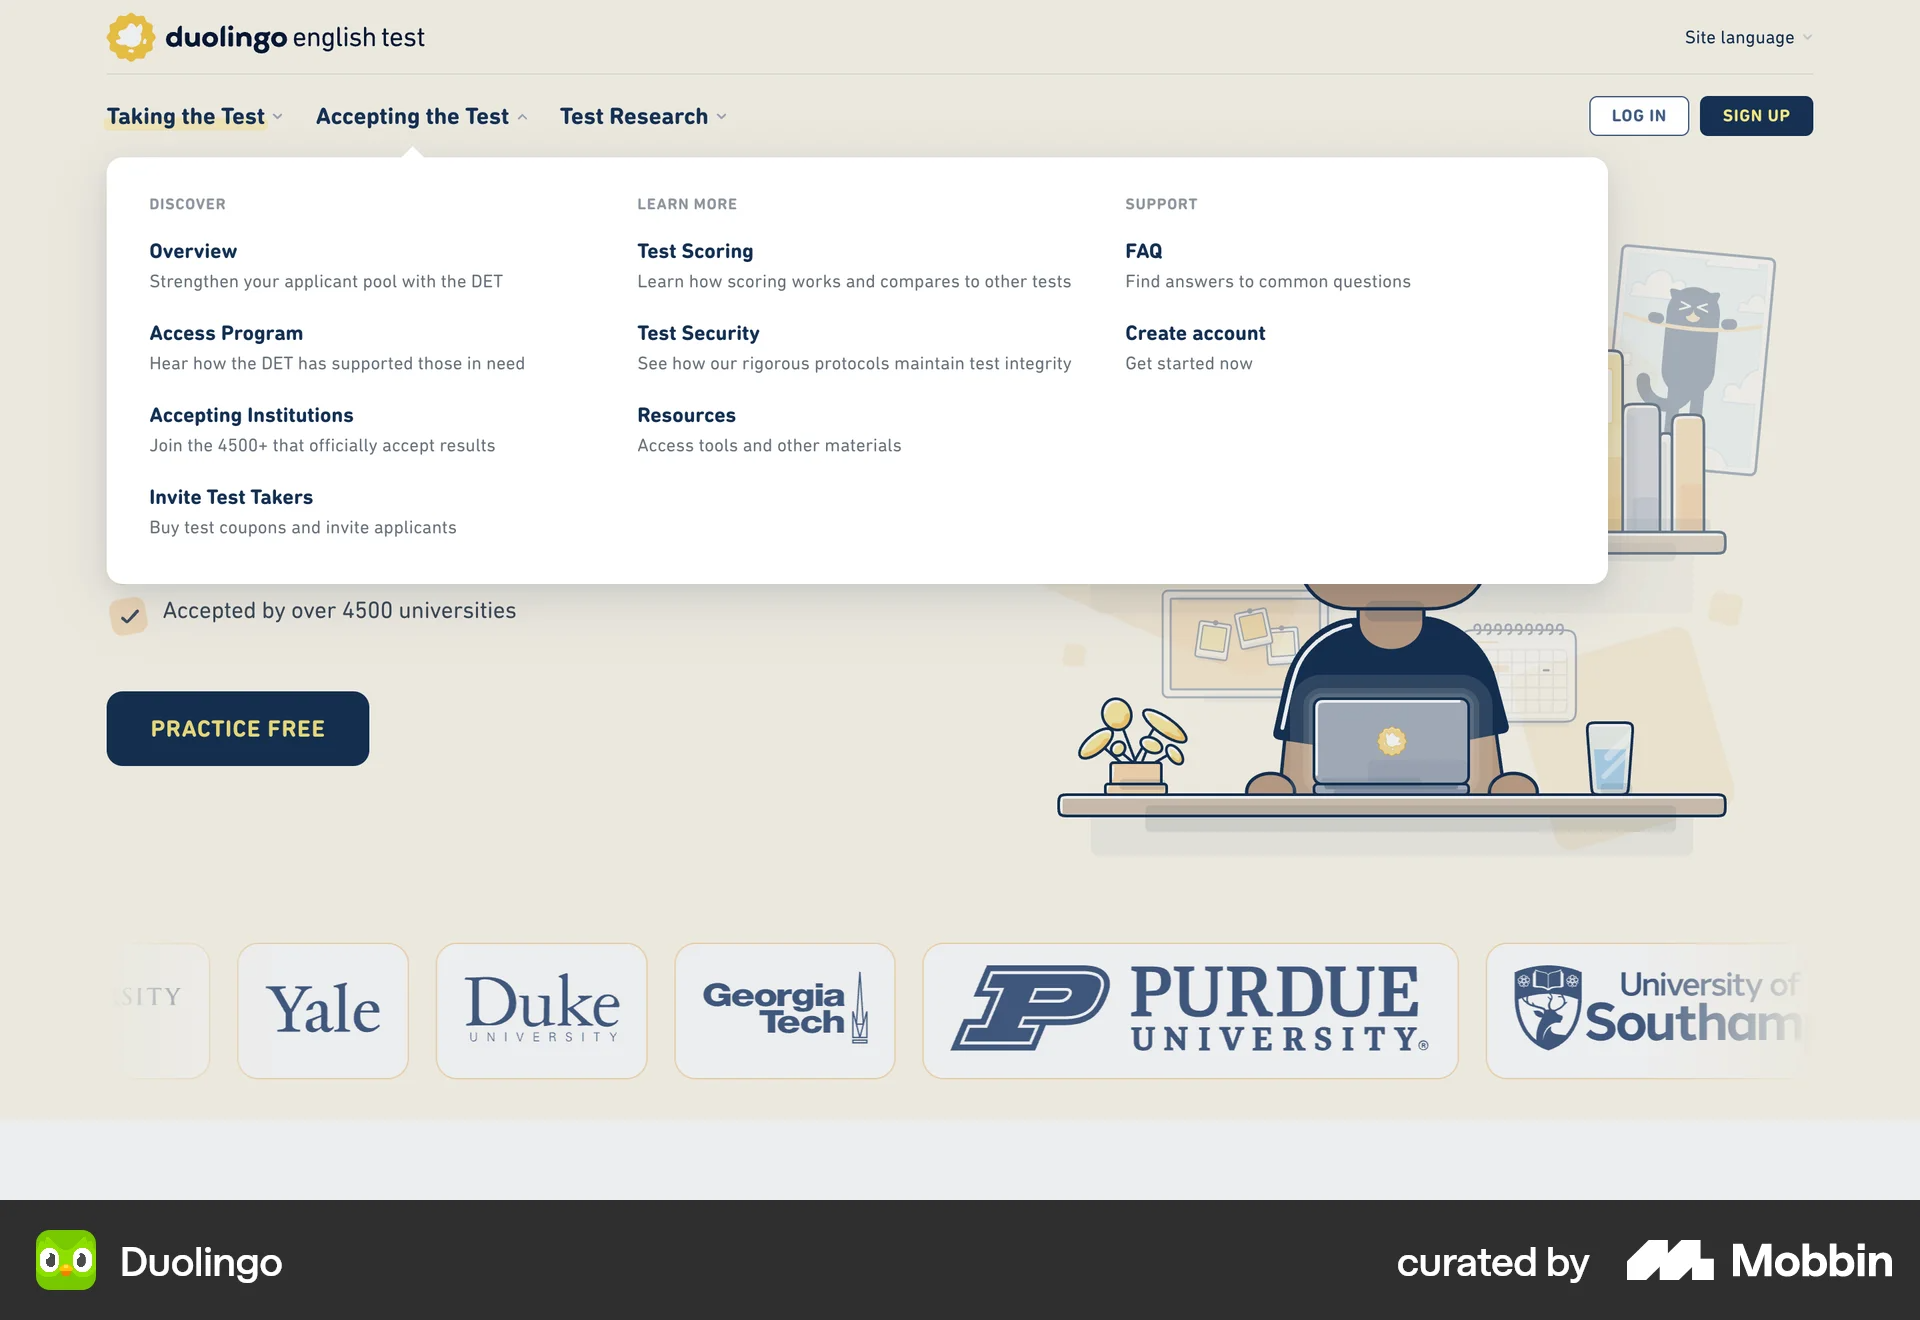 duolingo english test
Site language
Taking the Test
Accepting the Test
Test Research
LOG IN
SIGN UP
DISCOVER
Overview
Strengthen your applicant pool with the DET
Access Program
Hear how the DET has supported those in need
Accepting Institutions
Join the 4500+ that officially accept results
Invite Test Takers
Buy test coupons and invite applicants
LEARN MORE
Test Scoring
Learn how scoring works and compares to other tests
Test Security
See how our rigorous protocols maintain test integrity
Resources
Access tools and other materials
SUPPORT
FAQ
Find answers to common questions
Create account
Get started now
Accepted by over 4500 universities
PRACTICE FREE
SITY
Yale
Duke
UNIVERSITY
Georgia
Tech
P
PURDUE
UNIVERSITY®
University of
Southam
Duolingo
curated by
Mobbin